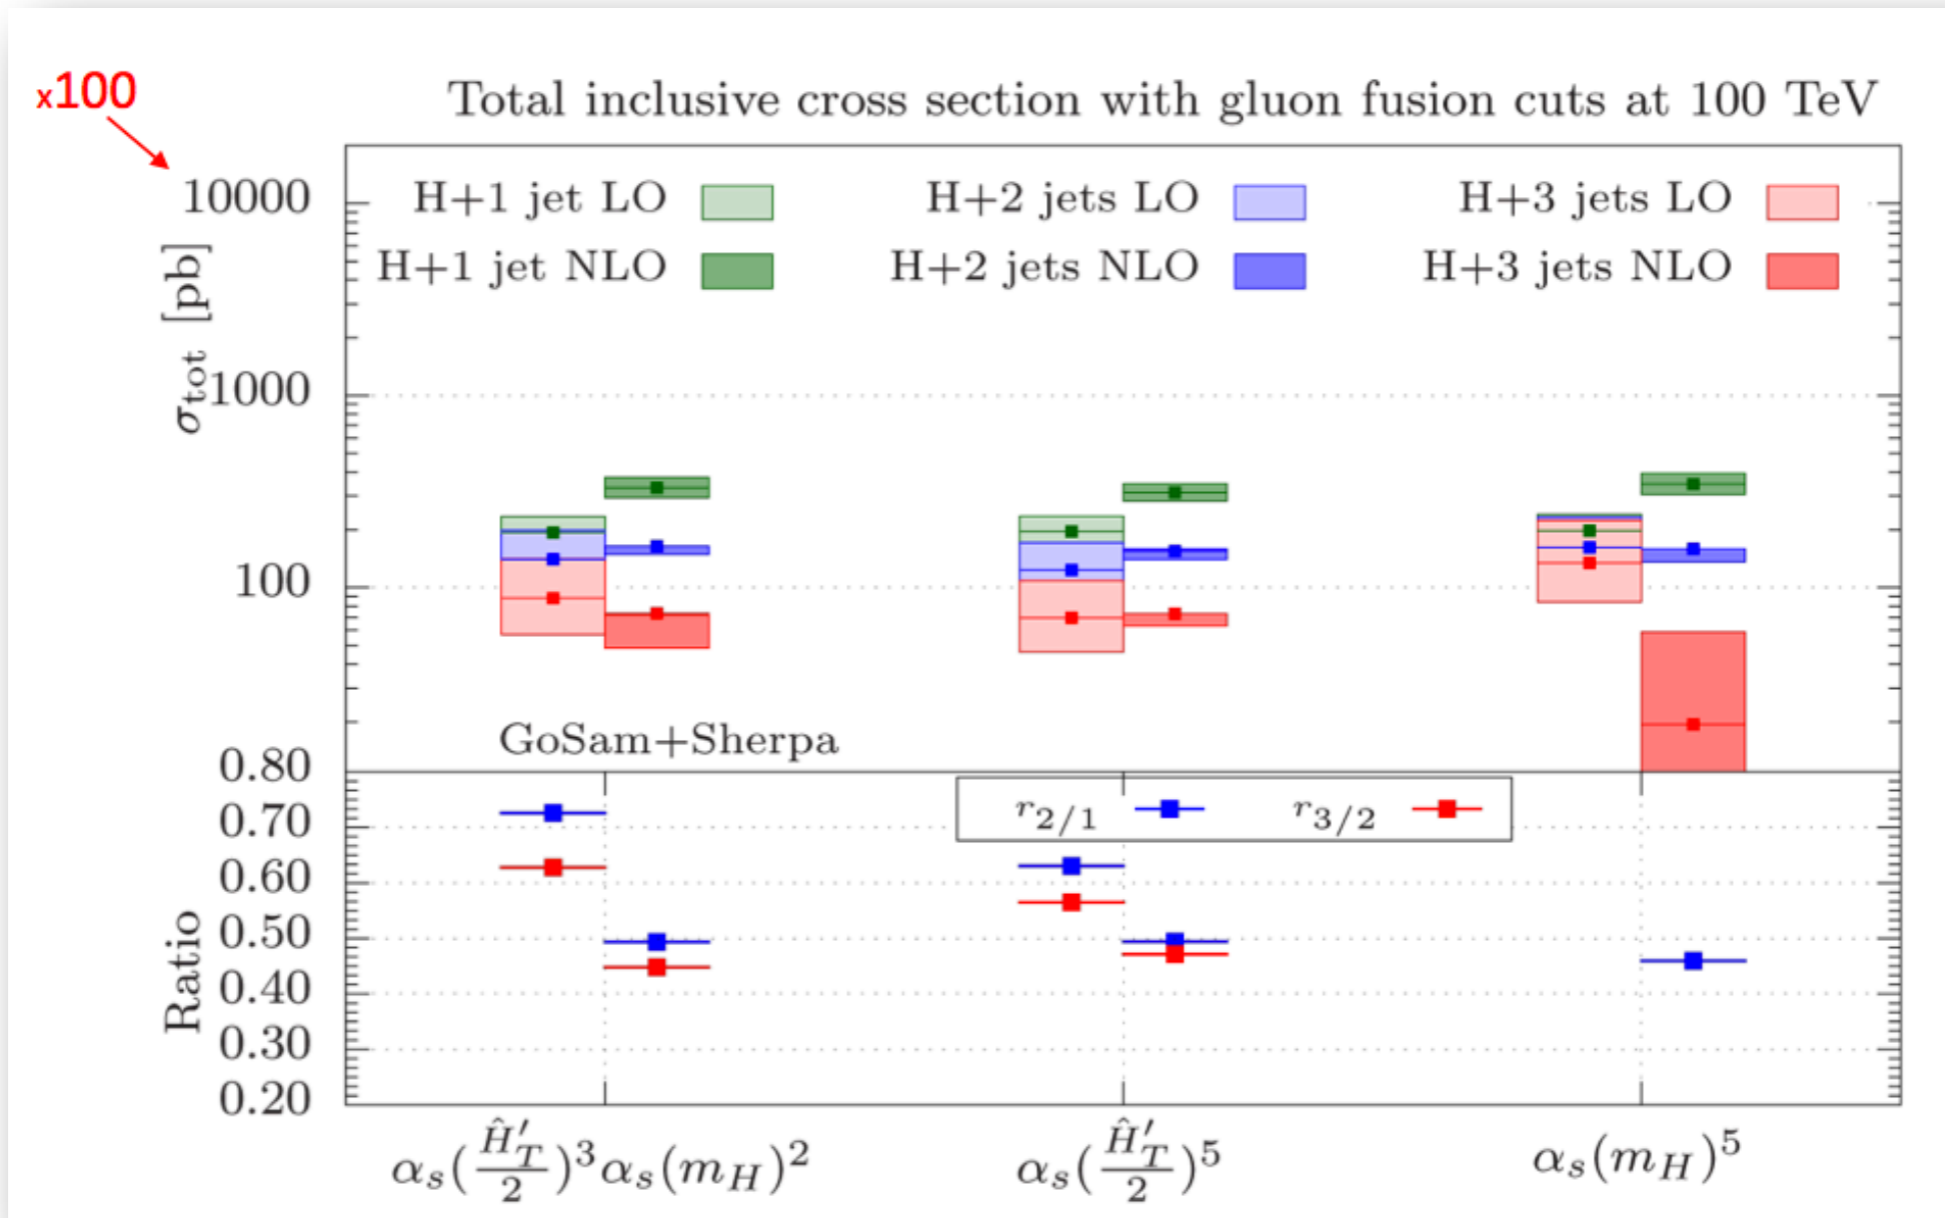 x100
Total inclusive cross section with gluon fusion cuts at 100 TeV
σtot [pb]
10000
1000
100
H+1 jet LO
H+2 jets LO
H+3 jets LO
H+1 jet NLO
H+2 jets NLO
H+3 jets NLO
GoSam+Sherpa
Ratio
0.80
0.70
0.60
0.50
0.40
0.30
0.20
r2/1
r3/2
αs(Ĥ′T/2)³αs(mH)²
αs(Ĥ′T/2)⁵
αs(mH)⁵